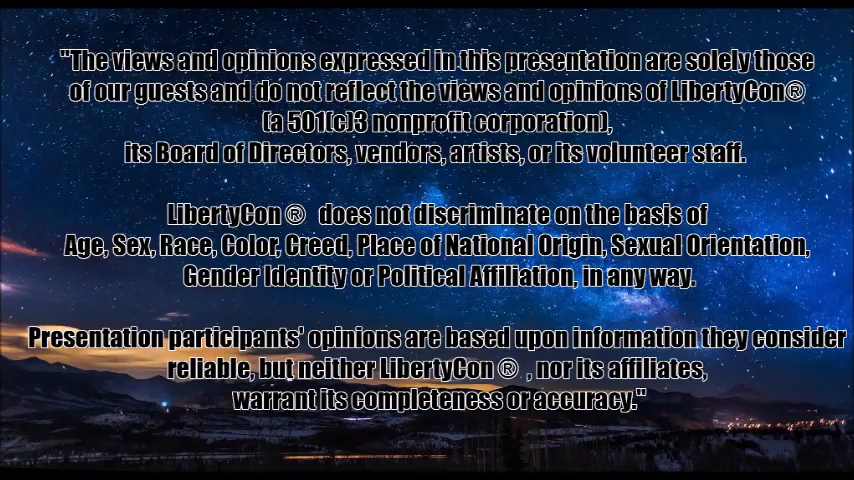 "The views and opinions expressed in this presentation are solely those
of our guests and do not reflect the views and opinions of LibertyCon®
(a 501(c)3 nonprofit corporation),
its Board of Directors, vendors, artists, or its volunteer staff.
LibertyCon ® does not discriminate on the basis of
Age, Sex, Race, Color, Creed, Place of National Origin, Sexual Orientation,
Gender Identity or Political Affiliation, in any way.
Presentation participants' opinions are based upon information they consider
reliable, but neither LibertyCon ® , nor its affiliates,
warrant its completeness or accuracy."